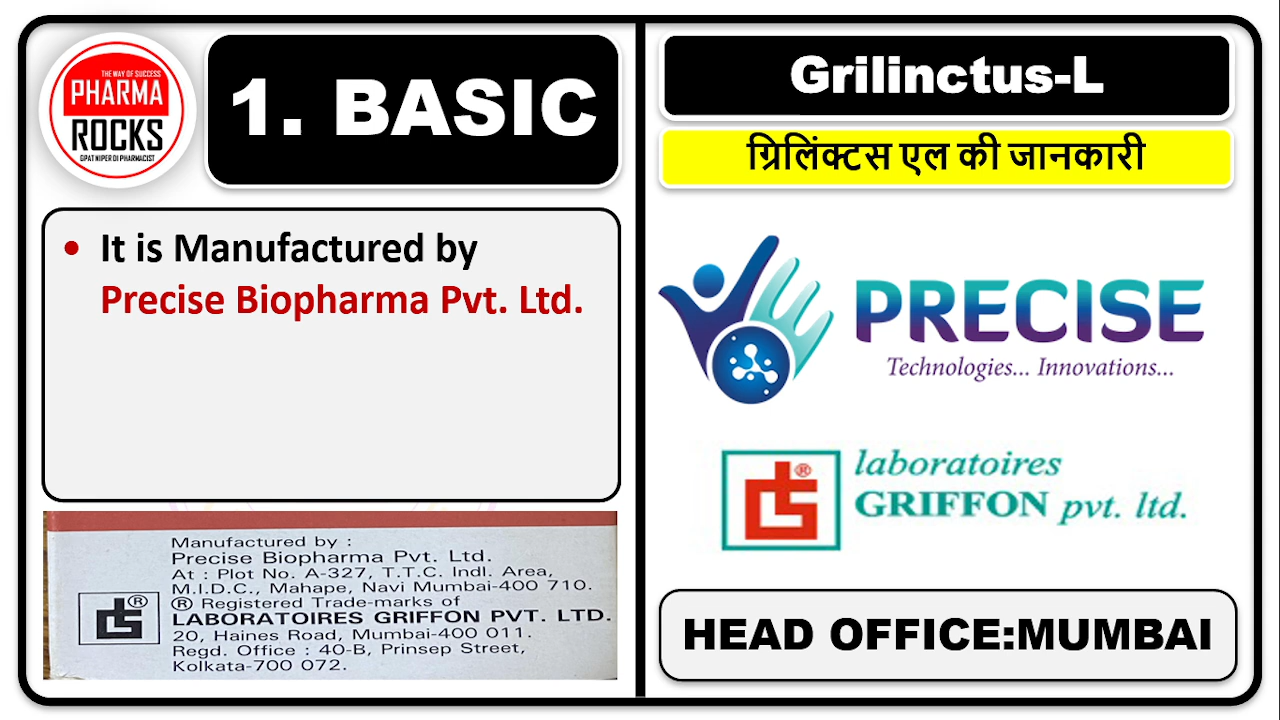 THE WAY OF SUCCESS
PHARMA
ROCKS
GPAT NIPER DI PHARMACIST
1. BASIC
• It is Manufactured by
Precise Biopharma Pvt. Ltd.
Manufactured by :
Precise Biopharma Pvt. Ltd.
At : Plot No. A-327, T.T.C. Indl. Area,
M.I.D.C., Mahape, Navi Mumbai-400 710.
® Registered Trade-marks of
LABORATOIRES GRIFFON PVT. LTD.
20, Haines Road, Mumbai-400 011.
Regd. Office : 40-B, Prinsep Street,
Kolkata-700 072.
®
Grilinctus-L
ग्रिलिंक्टस एल की जानकारी
PRECISE
Technologies... Innovations...
®
laboratoires
GRIFFON pvt. ltd.
HEAD OFFICE:MUMBAI